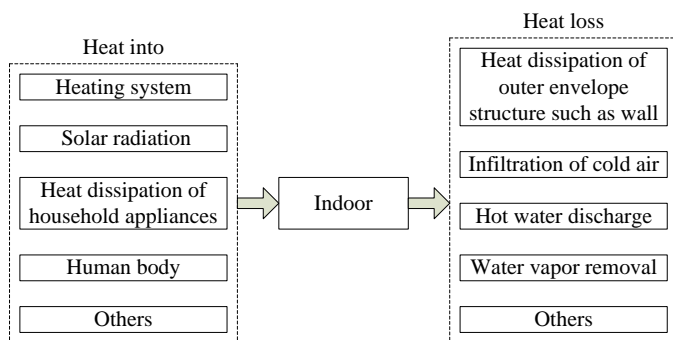 Heat into
Heating system
Solar radiation
Heat dissipation of
household appliances
Human body
Others
Indoor
Heat loss
Heat dissipation of
outer envelope
structure such as wall
Infiltration of cold air
Hot water discharge
Water vapor removal
Others